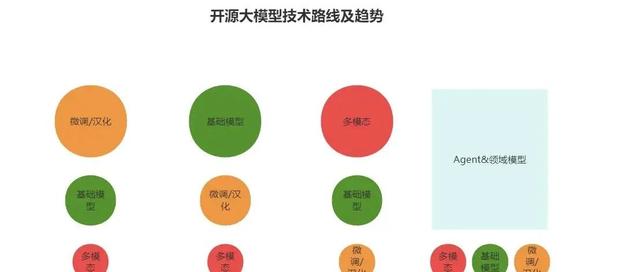 开源大模型技术路线及趋势
微调/汉化
基础模型
多模态
Agent&领域模型
基础模
型
微调/汉
化
基础模
型
多模
态
多模
态
微调/
汉化
多模
态
基础
模型
微调/
汉化